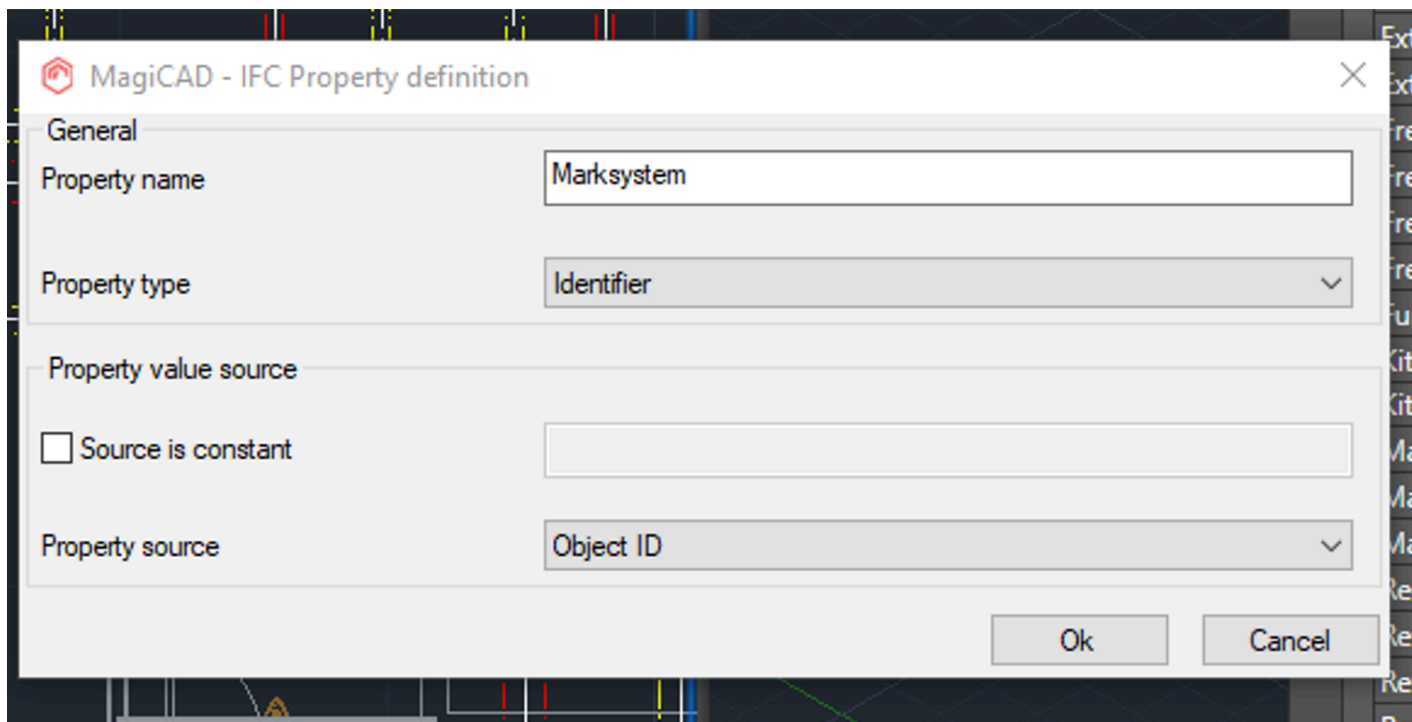 MagiCAD - IFC Property definition
General
Property name
Marksystem
Property type
Identifier
Property value source
Source is constant
Property source
Object ID
Ok
Cancel